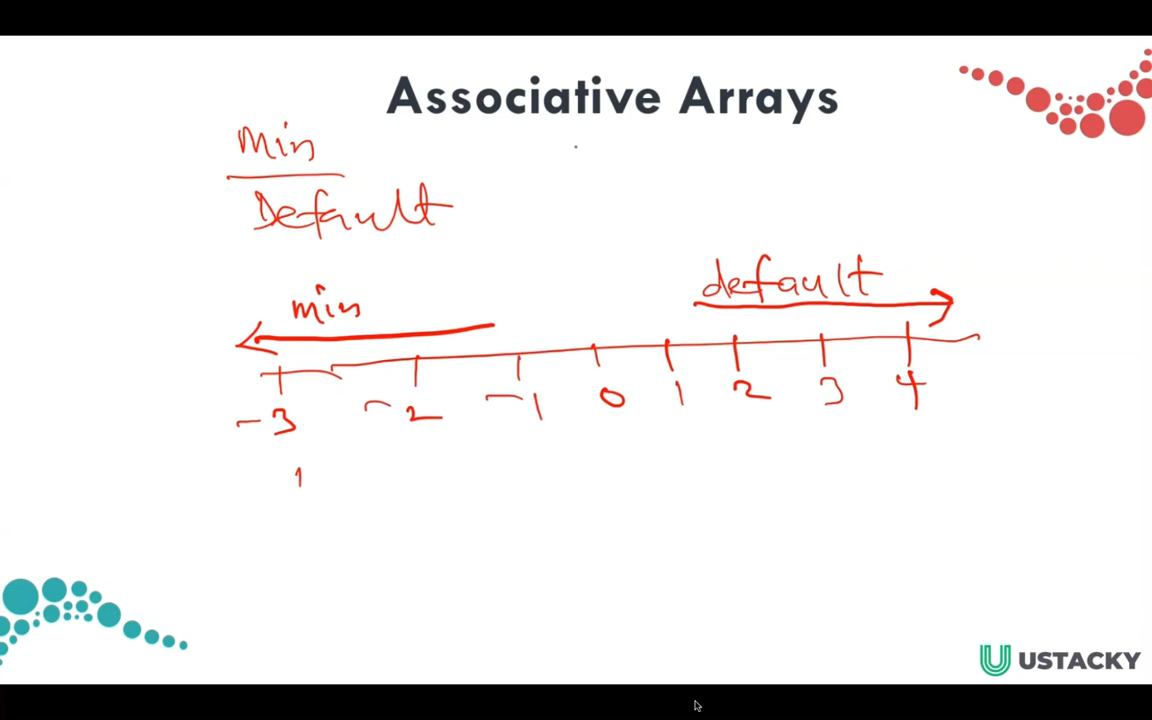 Associative Arrays
Min
Default
default
min
-3 -2 -1 0 1 2 3 4
1
USTACKY